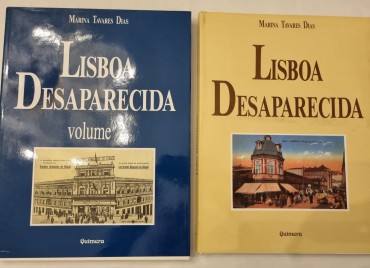 MARINA TAVARES DIAS
LISBOA
DESAPARECIDA
volume
Quimera
MARINA TAVARES DIAS
LISBOA
DESAPARECIDA
Quimera